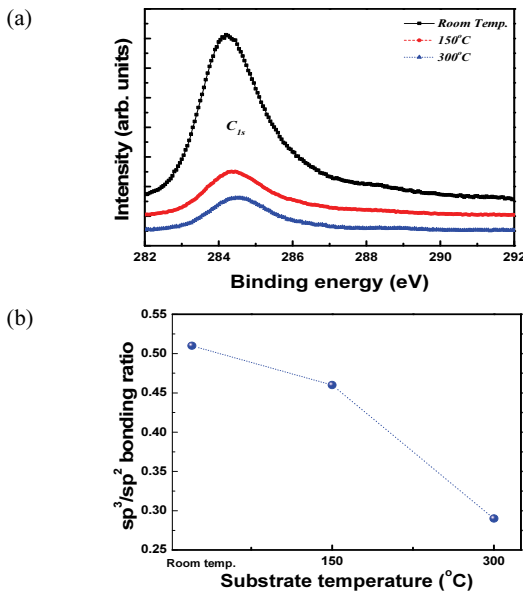 (a)
Room Temp.
150°C
300°C
C1s
Intensity (arb. units)
282 284 286 288 290 292
Binding energy (eV)
(b)
0.55
0.50
0.45
0.40
0.35
0.30
0.25
sp³/sp² bonding ratio
Room temp. 150 300
Substrate temperature (°C)